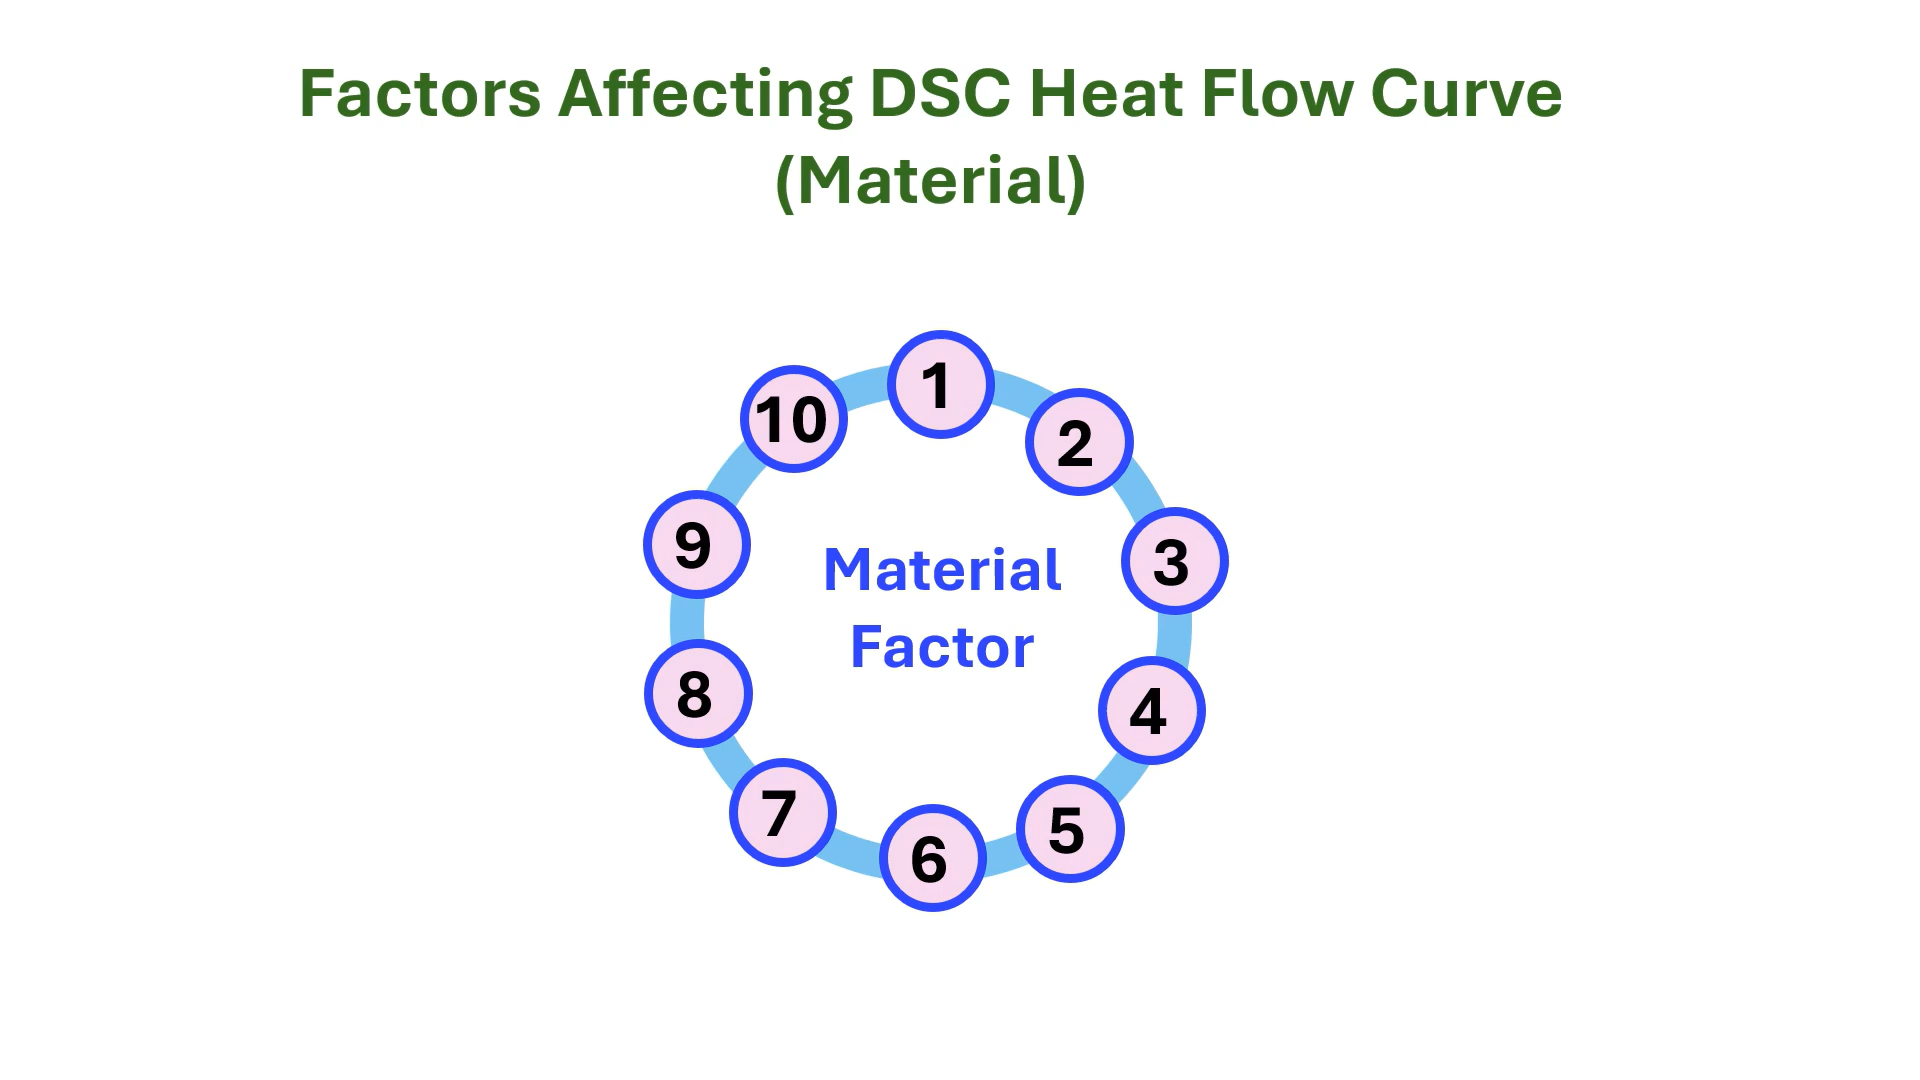 Factors Affecting DSC Heat Flow Curve
(Material)
1
2
3
4
5
6
7
8
9
10
Material
Factor